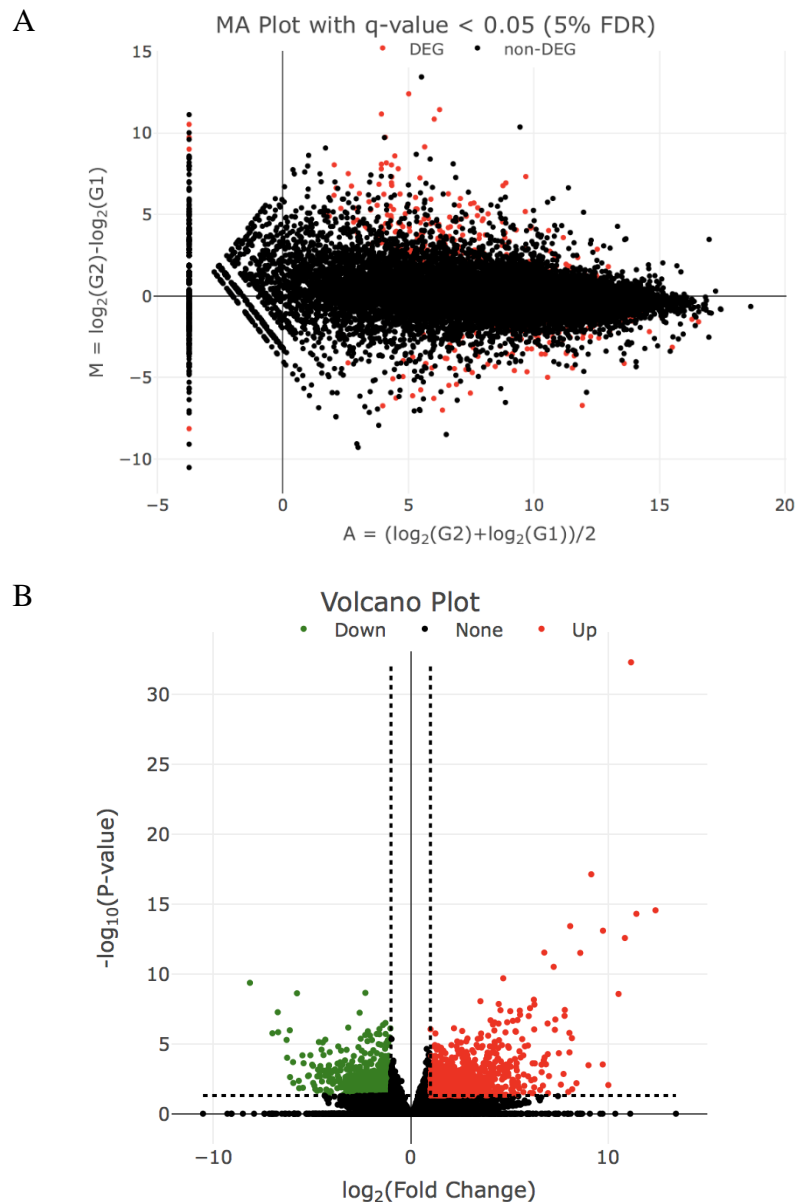 A
MA Plot with q-value < 0.05 (5% FDR)
DEG non-DEG
15
10
5
0
−5
−10
M = log₂(G2)-log₂(G1)
−5 0 5 10 15 20
A = (log₂(G2)+log₂(G1))/2
B
Volcano Plot
Down None Up
30
25
20
15
10
5
0
-log₁₀(P-value)
−10 0 10
log₂(Fold Change)